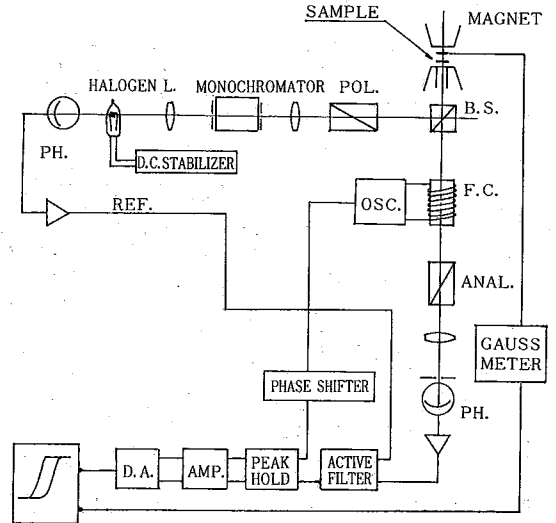 SAMPLE
MAGNET
HALOGEN L.
MONOCHROMATOR
POL.
B.S.
PH.
D.C.STABILIZER
REF.
OSC.
F.C.
ANAL.
GAUSS
METER
PHASE SHIFTER
PH.
D.A.
AMP.
PEAK
HOLD
ACTIVE
FILTER